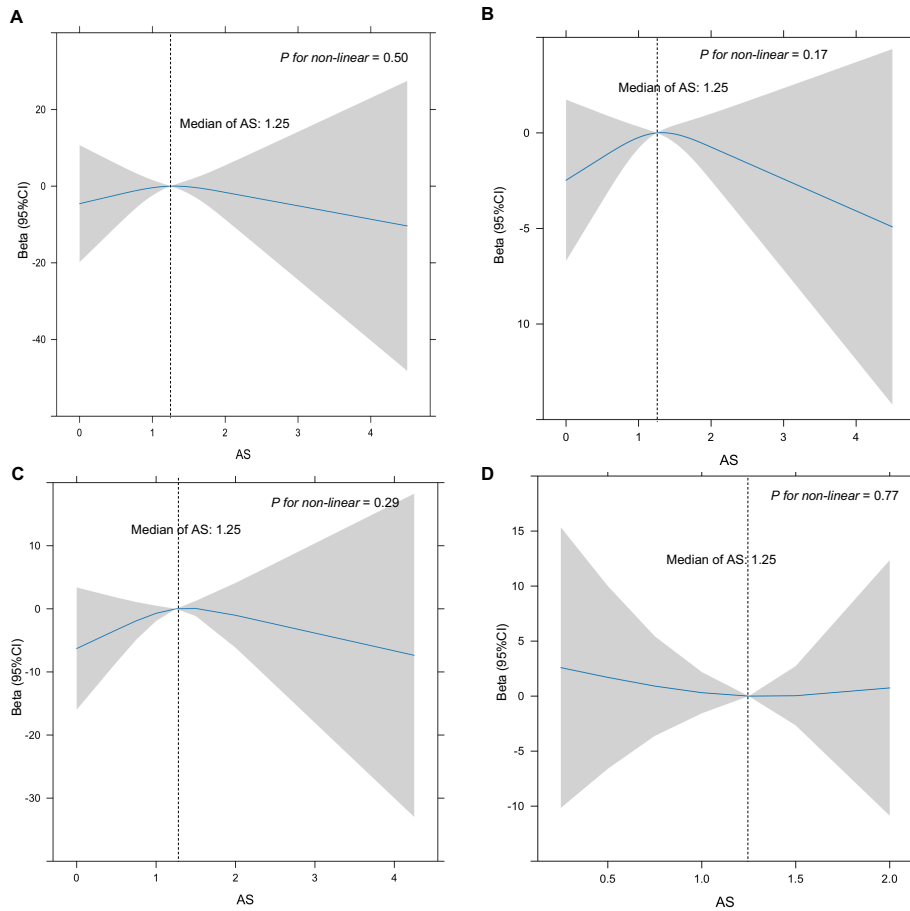 A
P for non-linear = 0.50
Median of AS: 1.25
Beta (95%CI)
20
0
-20
-40
0 1 2 3 4
AS
B
P for non-linear = 0.17
Median of AS: 1.25
Beta (95%CI)
0
-5
10
0 1 2 3 4
AS
C
P for non-linear = 0.29
Median of AS: 1.25
Beta (95%CI)
10
0
-10
-20
-30
0 1 2 3 4
AS
D
P for non-linear = 0.77
Median of AS: 1.25
Beta (95%CI)
15
10
5
0
-5
-10
0.5 1.0 1.5 2.0
AS